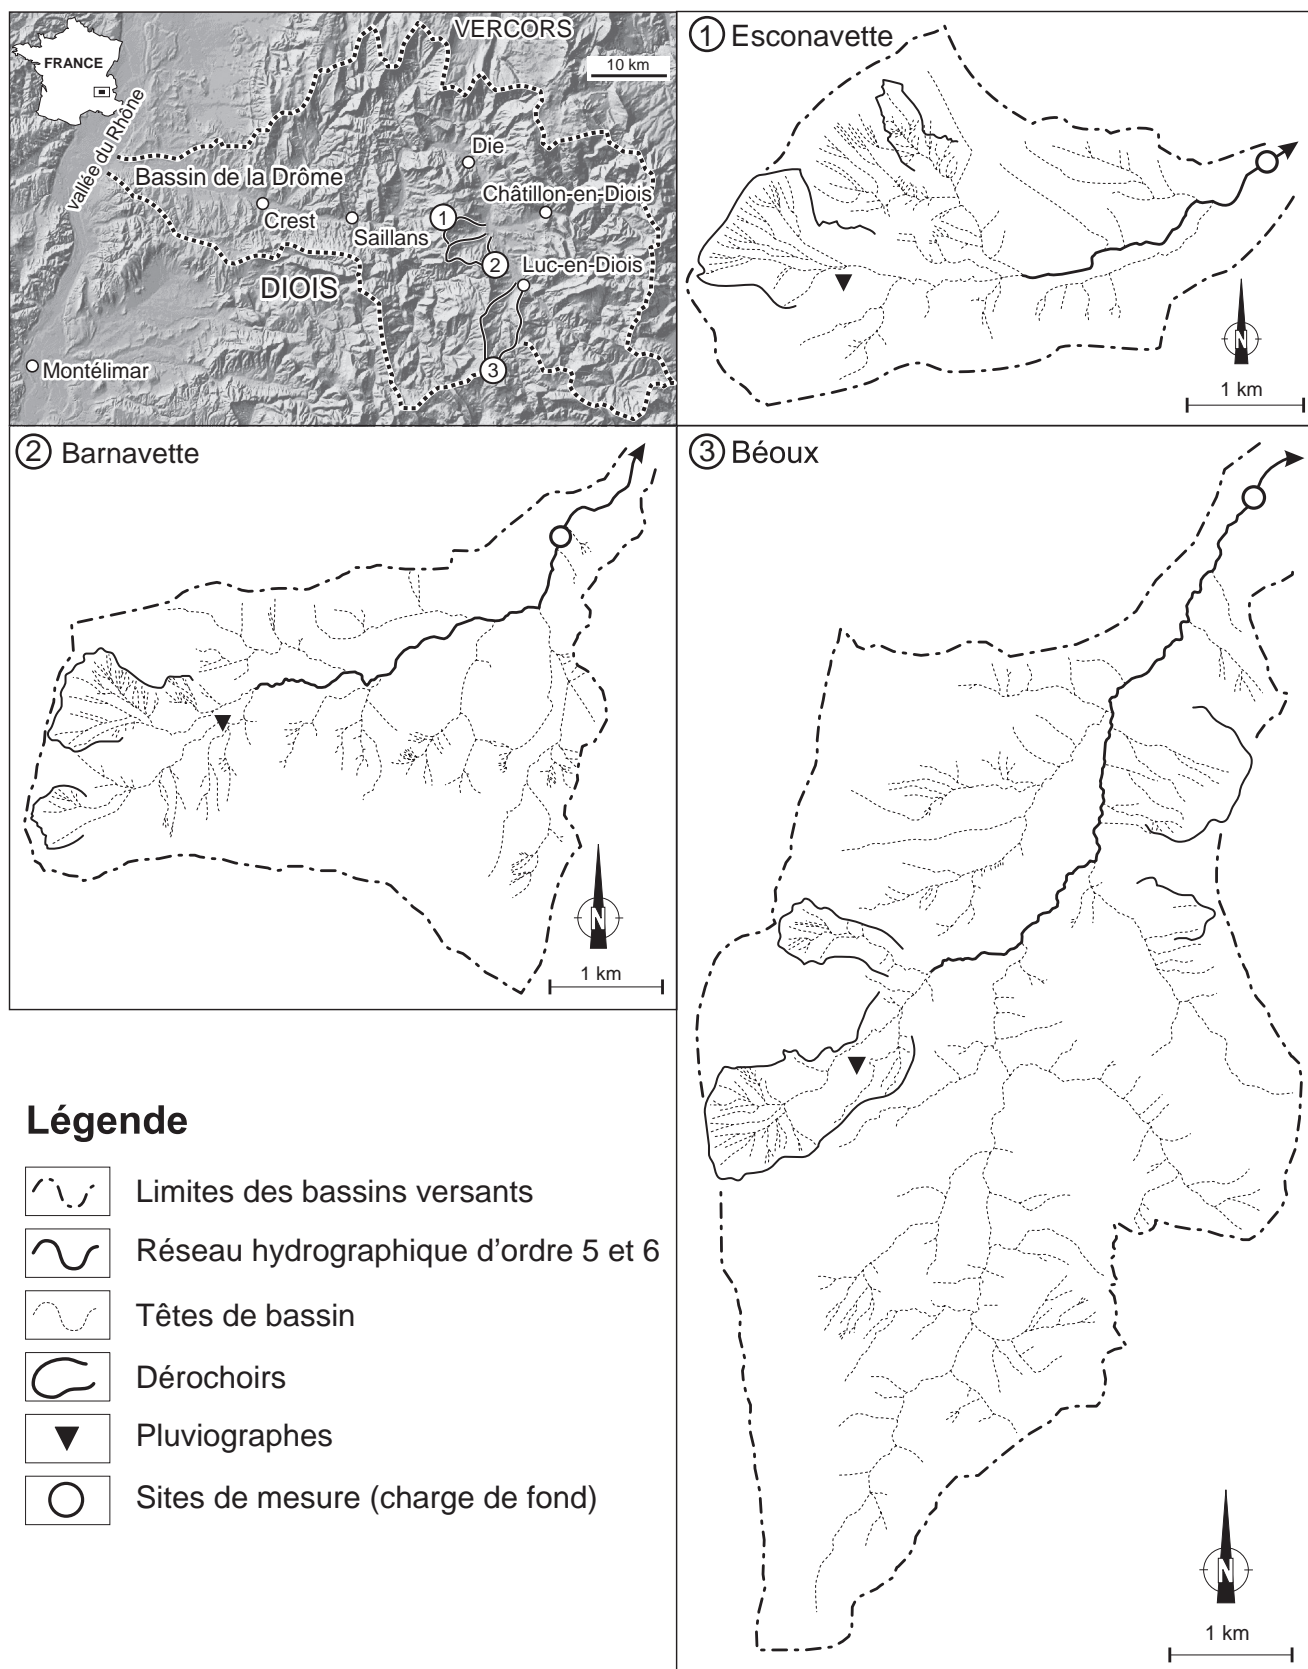 VERCORS
FRANCE
10 km
Vallée du Rhône
Die
Bassin de la Drôme
Châtillon-en-Diois
Crest
1
Saillans
2
Luc-en-Diois
DIOIS
3
Montélimar
1 Esconavette
N
1 km
2 Barnavette
N
1 km
3 Béoux
N
1 km
Légende
Limites des bassins versants
Réseau hydrographique d’ordre 5 et 6
Têtes de bassin
Dérochoirs
Pluviographes
Sites de mesure (charge de fond)